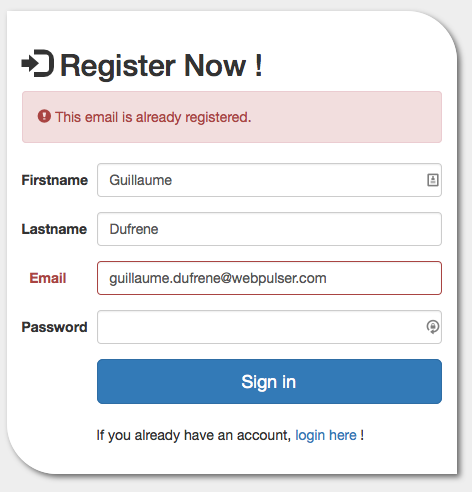 Register Now !
This email is already registered.
Firstname Guillaume
Lastname Dufrene
Email guillaume.dufrene@webpulser.com
Password
Sign in
If you already have an account, login here !